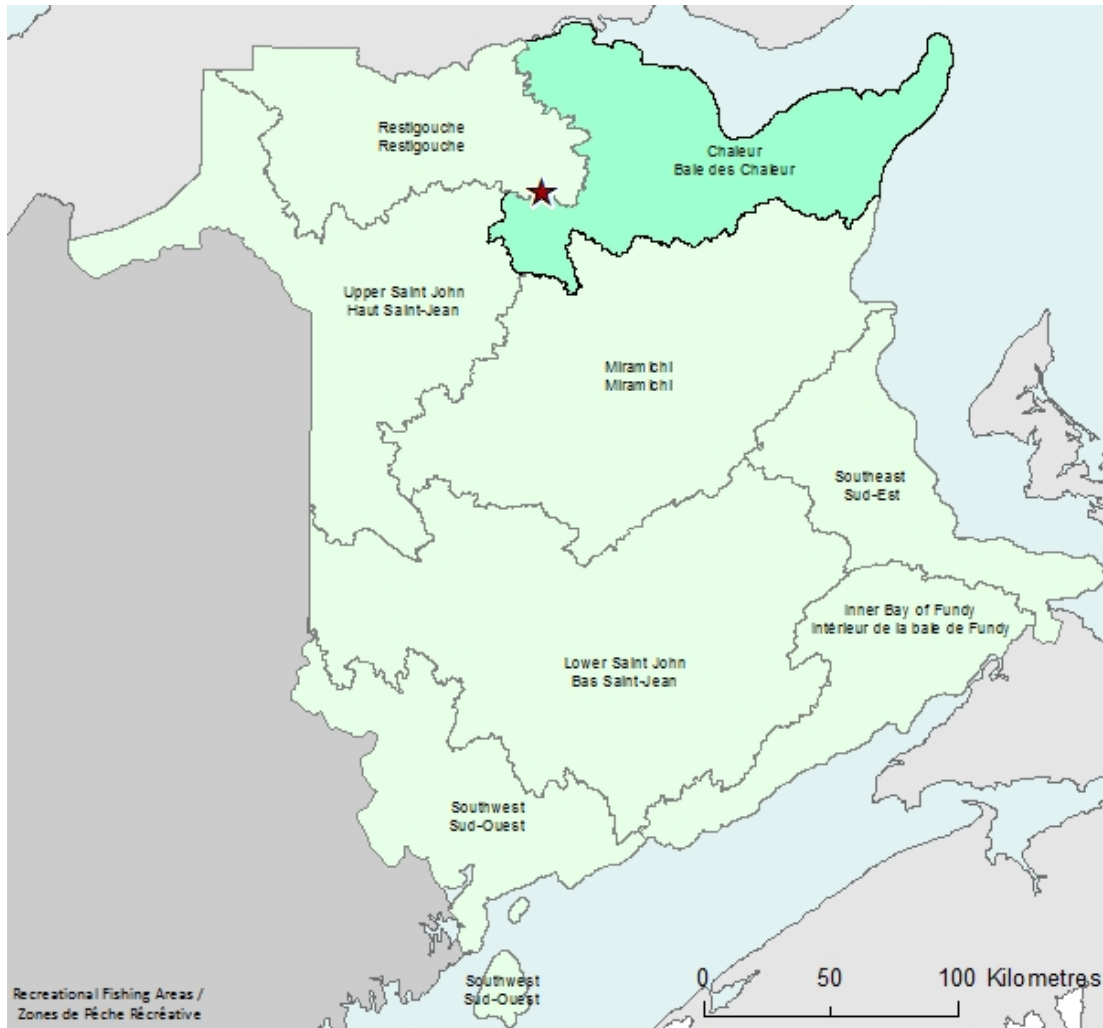 Restigouche
Restigouche
Chaleur
Baie des Chaleur
Upper Saint John
Haut Saint-Jean
Miramichi
Miramichi
Southeast
Sud-Est
Inner Bay of Fundy
Intérieur de la baie de Fundy
Lower Saint John
Bas Saint-Jean
Southwest
Sud-Ouest
Southwest
Sud-Ouest
0 50 100 Kilometres
Recreational Fishing Areas /
Zones de Pêche Récréative